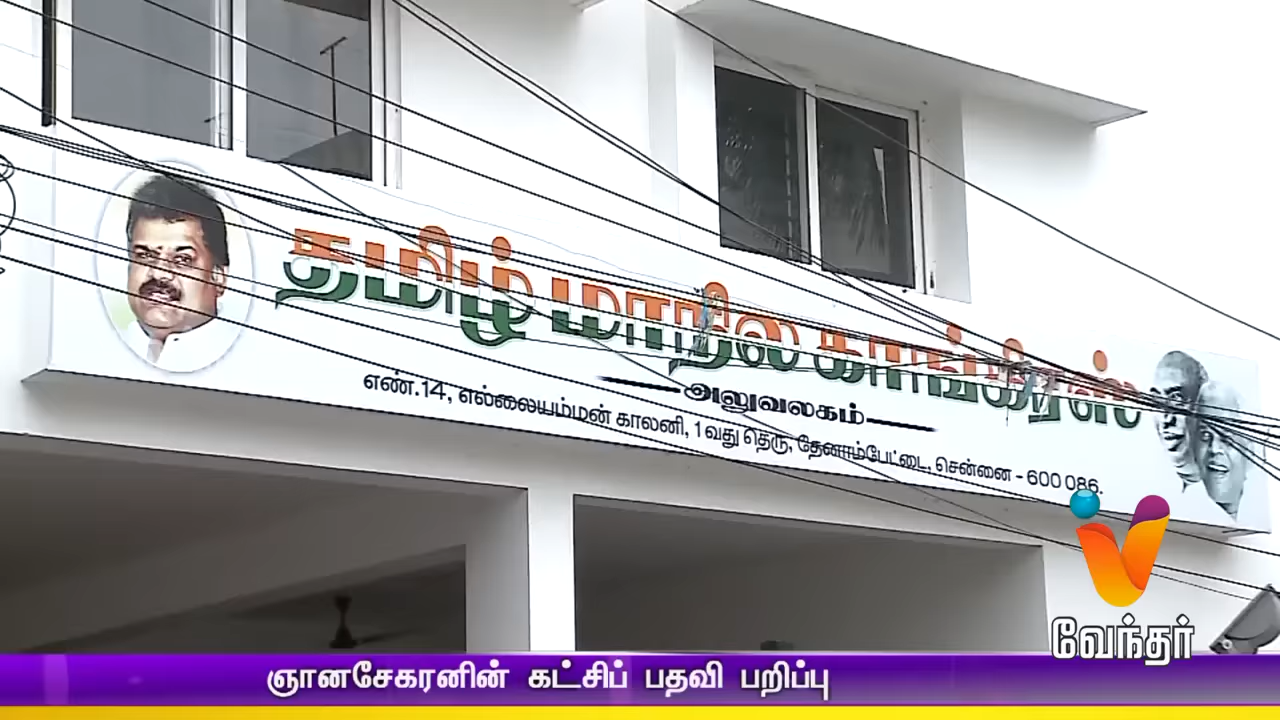 தமிழ் மாநில காங்கிரஸ்
அலுவலகம்
எண்.14, எல்லையம்மன் காலனி, 1வது தெரு, தேனாம்பேட்டை, சென்னை - 600 086.
வேந்தர்
ஞானசேகரனின் கட்சிப் பதவி பறிப்பு